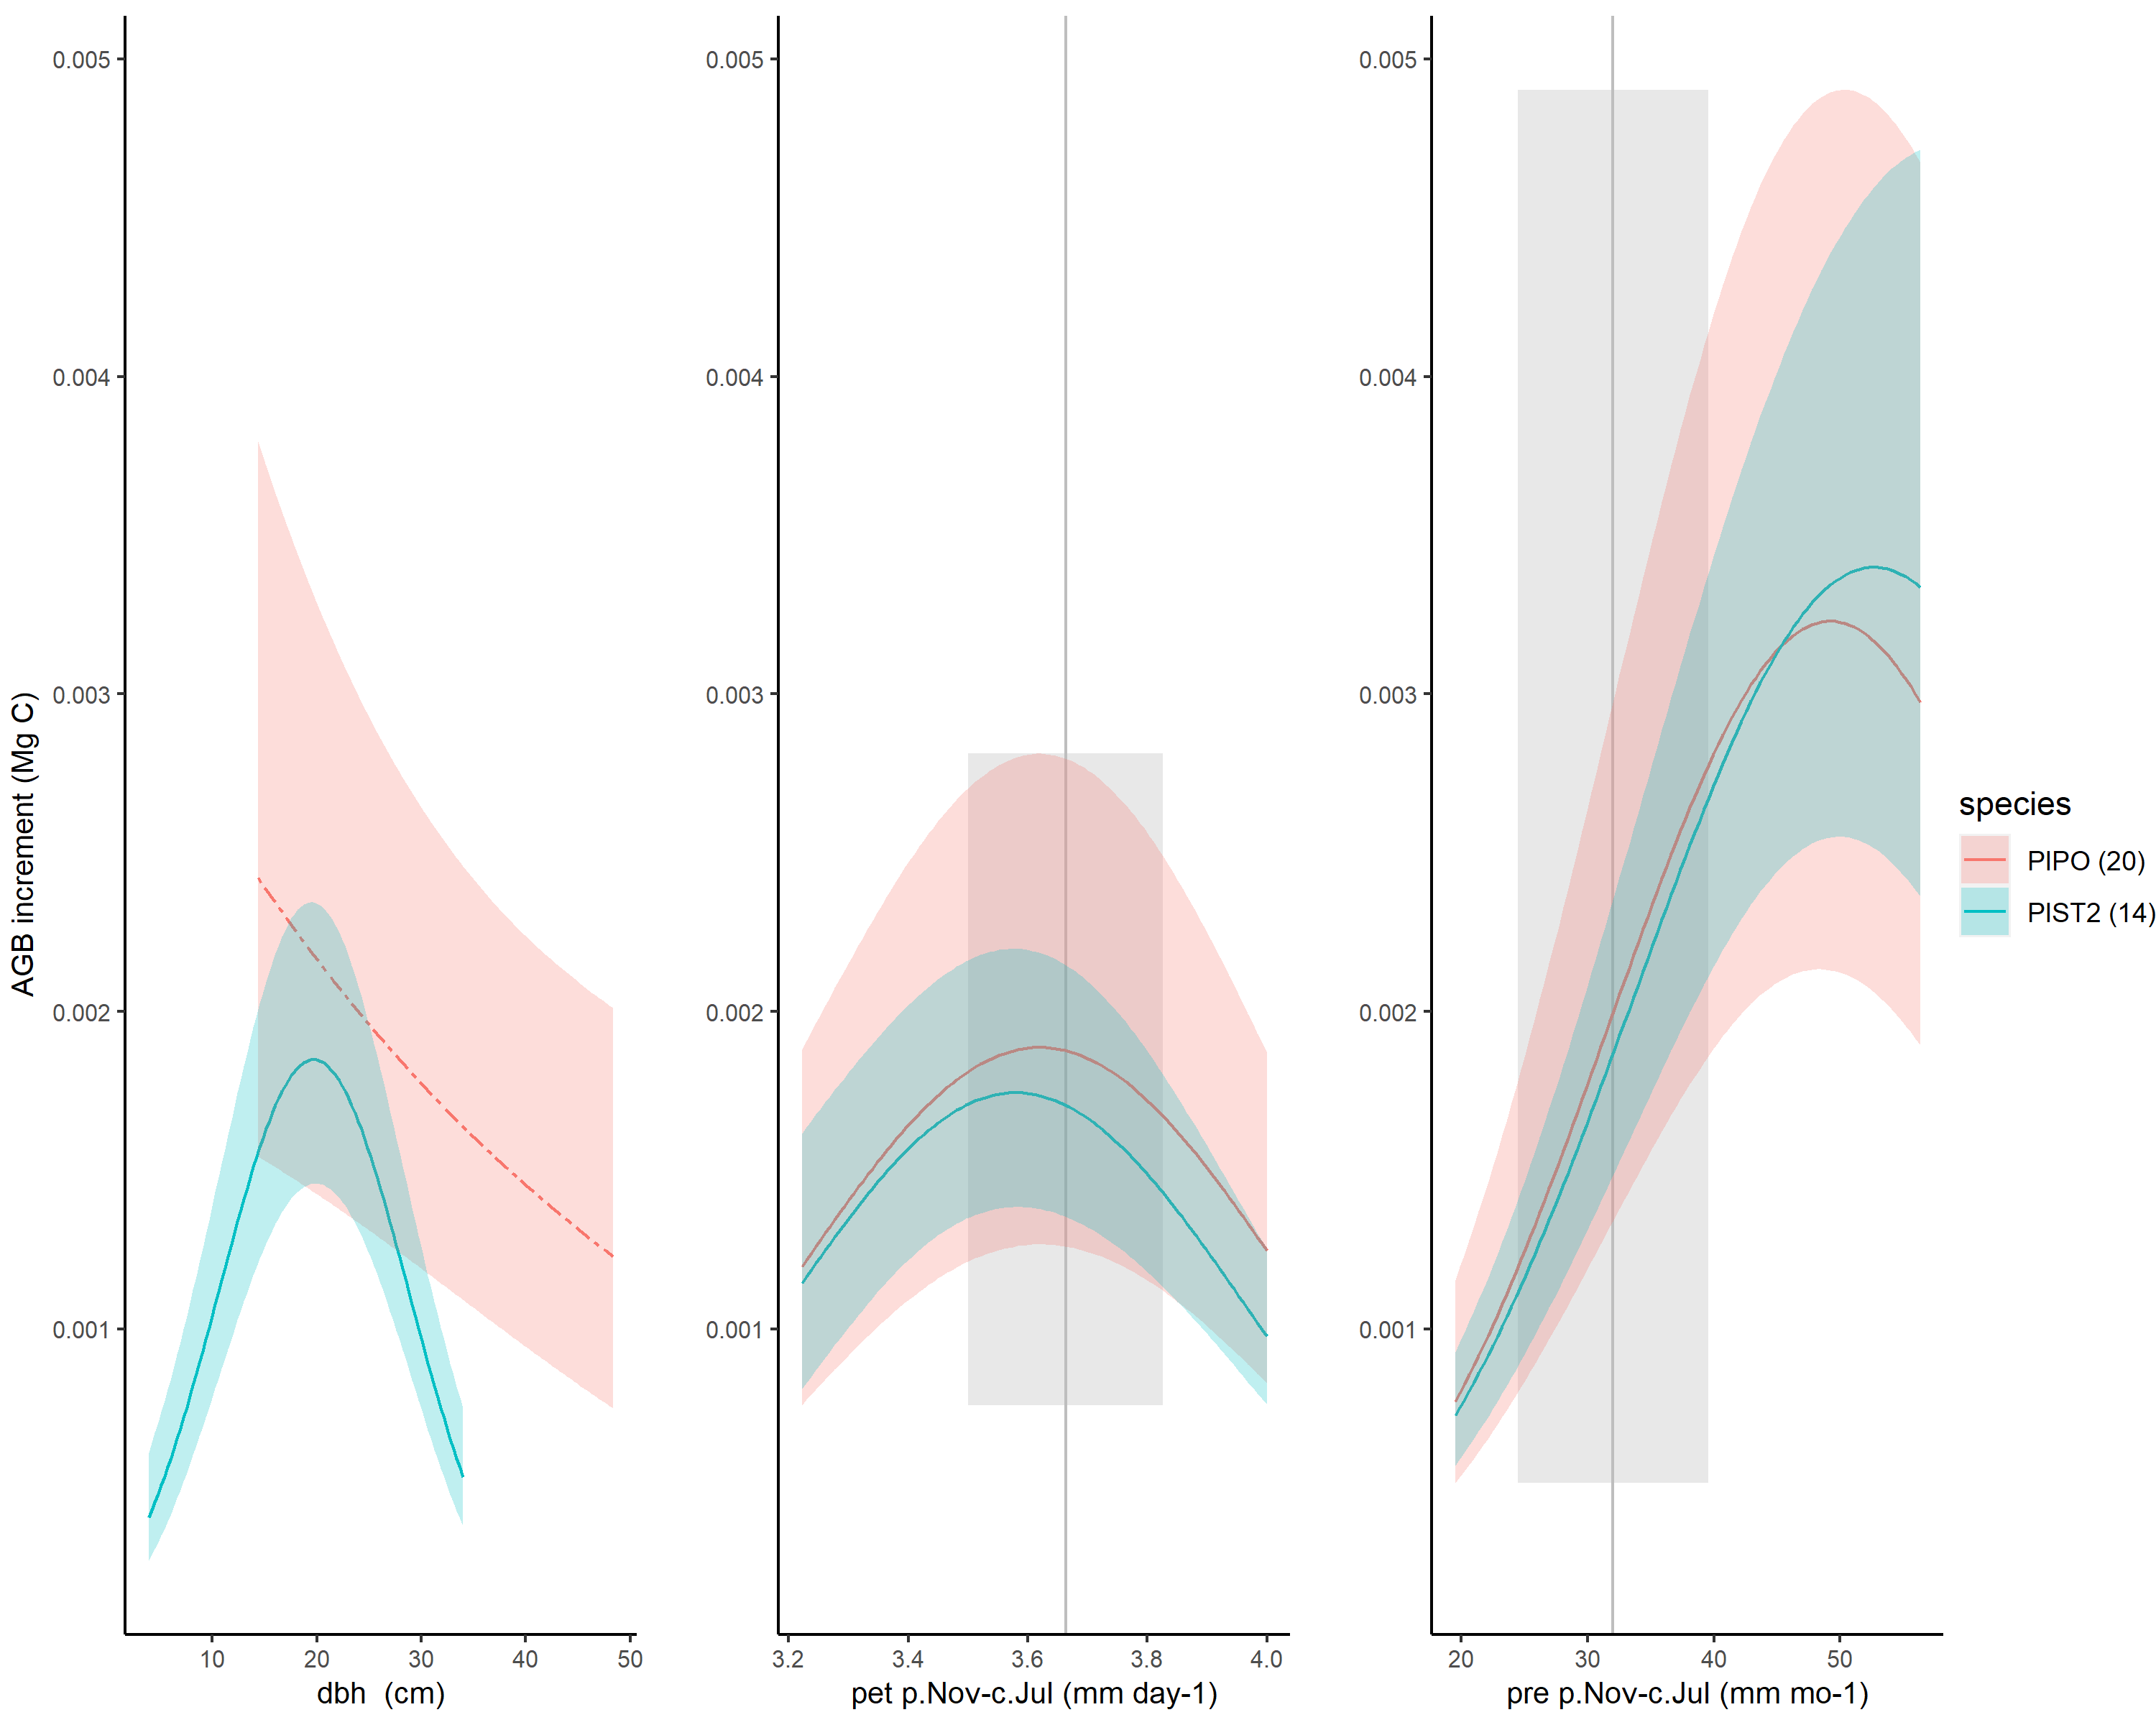 AGB increment (Mg C)
0.005
0.004
0.003
0.002
0.001
10 20 30 40 50
dbh  (cm)
0.005
0.004
0.003
0.002
0.001
3.2 3.4 3.6 3.8 4.0
pet p.Nov-c.Jul (mm day-1)
0.005
0.004
0.003
0.002
0.001
20 30 40 50
pre p.Nov-c.Jul (mm mo-1)
species
PIPO (20)
PIST2 (14)